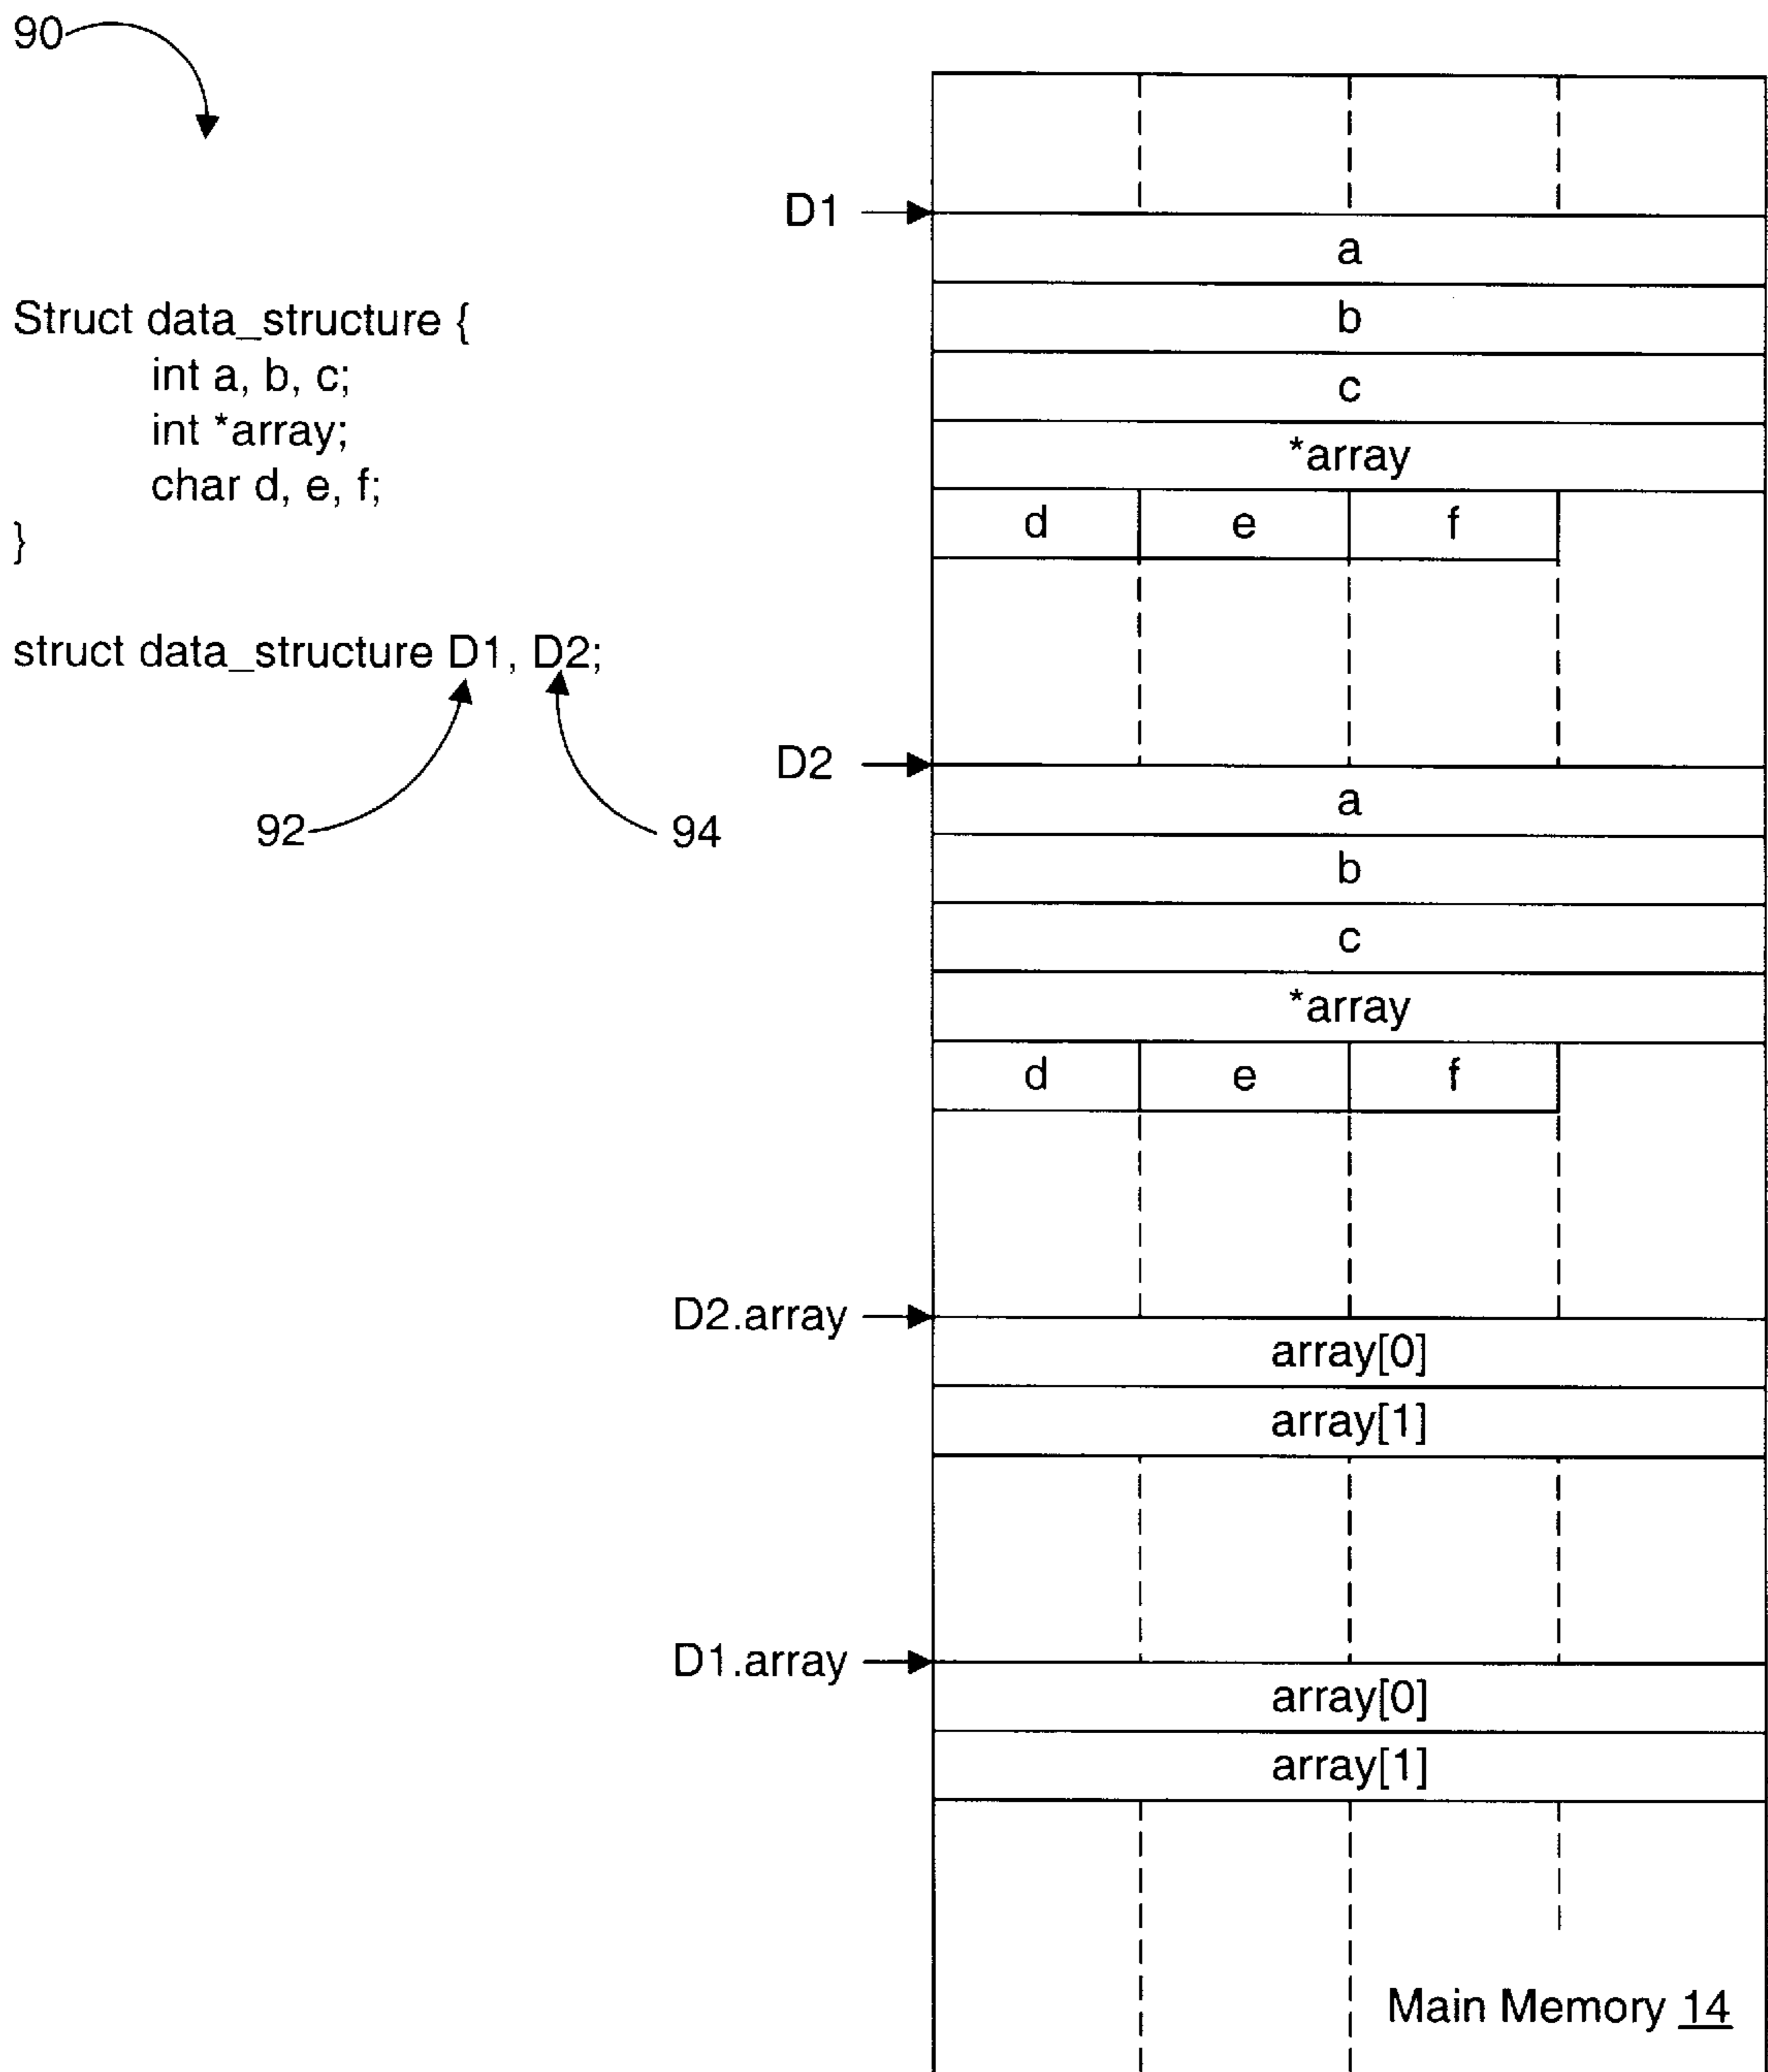 90
Struct data_structure {
int a, b, c;
int *array;
char d, e, f;
}
struct data_structure D1, D2;
92
94
D1
a
b
c
*array
d e f
D2
a
b
c
*array
d e f
D2.array
array[0]
array[1]
D1.array
array[0]
array[1]
Main Memory 14